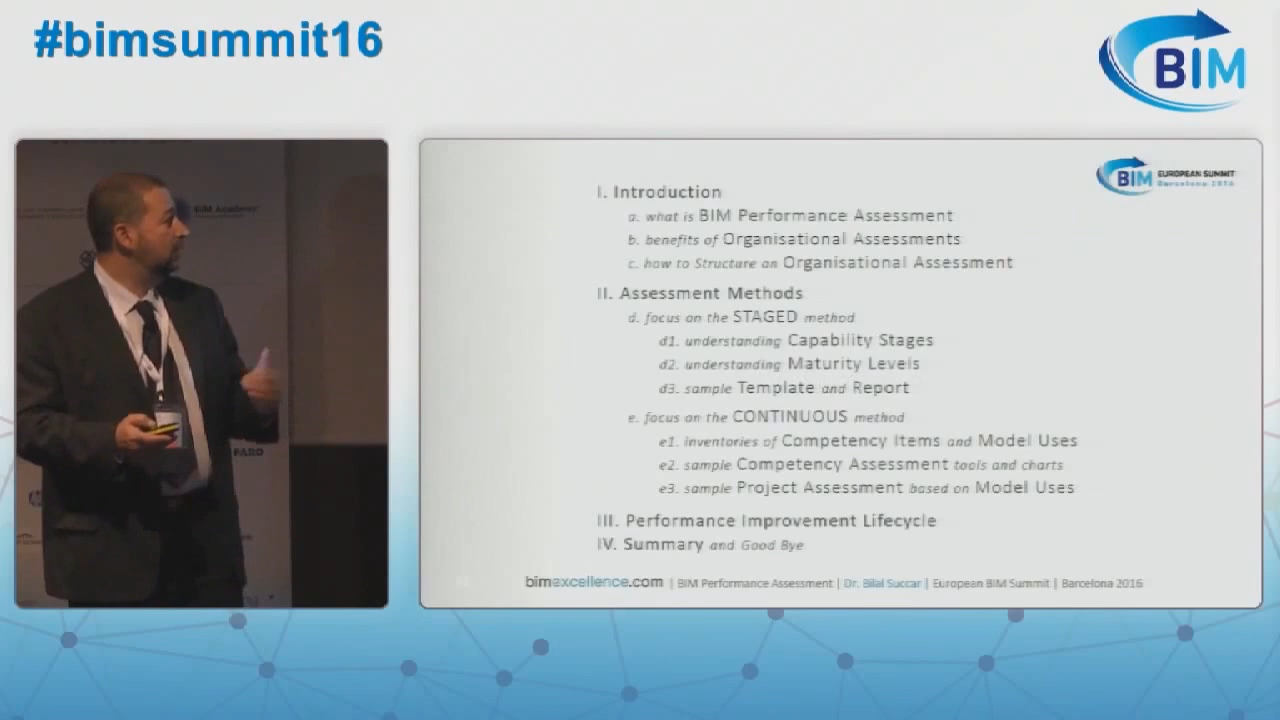 #bimsummit16
BIM
BIM Academy
FARO
BIM EUROPEAN SUMMIT
Barcelona 2016
I. Introduction
a. what is BIM Performance Assessment
b. benefits of Organisational Assessments
c. how to Structure an Organisational Assessment
II. Assessment Methods
d. focus on the STAGED method
d1. understanding Capability Stages
d2. understanding Maturity Levels
d3. sample Template and Report
e. focus on the CONTINUOUS method
e1. inventories of Competency Items and Model Uses
e2. sample Competency Assessment tools and charts
e3. sample Project Assessment based on Model Uses
III. Performance Improvement Lifecycle
IV. Summary and Good Bye
bimexcellence.com | BIM Performance Assessment | Dr. Bilal Succar | European BIM Summit | Barcelona 2016